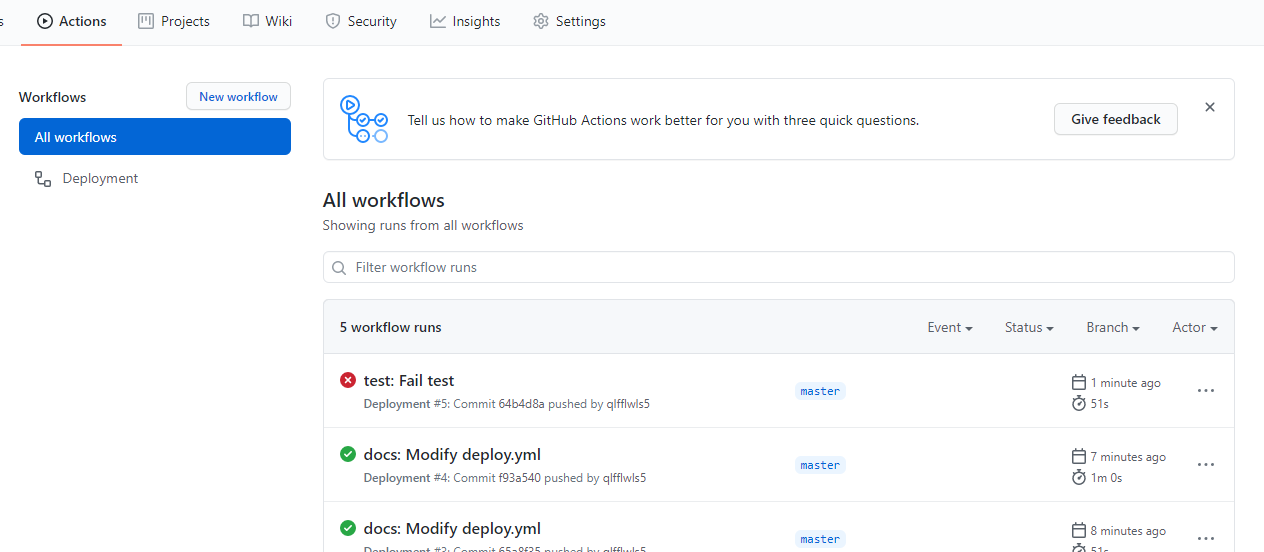 s Actions Projects Wiki Security Insights Settings
Workflows New workflow
All workflows
Deployment
Tell us how to make GitHub Actions work better for you with three quick questions. Give feedback
All workflows
Showing runs from all workflows
Filter workflow runs
5 workflow runs Event Status Branch Actor
test: Fail test
Deployment #5: Commit 64b4d8a pushed by qlfflwls5
master
1 minute ago
51s
docs: Modify deploy.yml
Deployment #4: Commit f93a540 pushed by qlfflwls5
master
7 minutes ago
1m 0s
docs: Modify deploy.yml
Deployment #3: Commit 65a8f35 pushed by qlfflwls5
master
8 minutes ago
51s